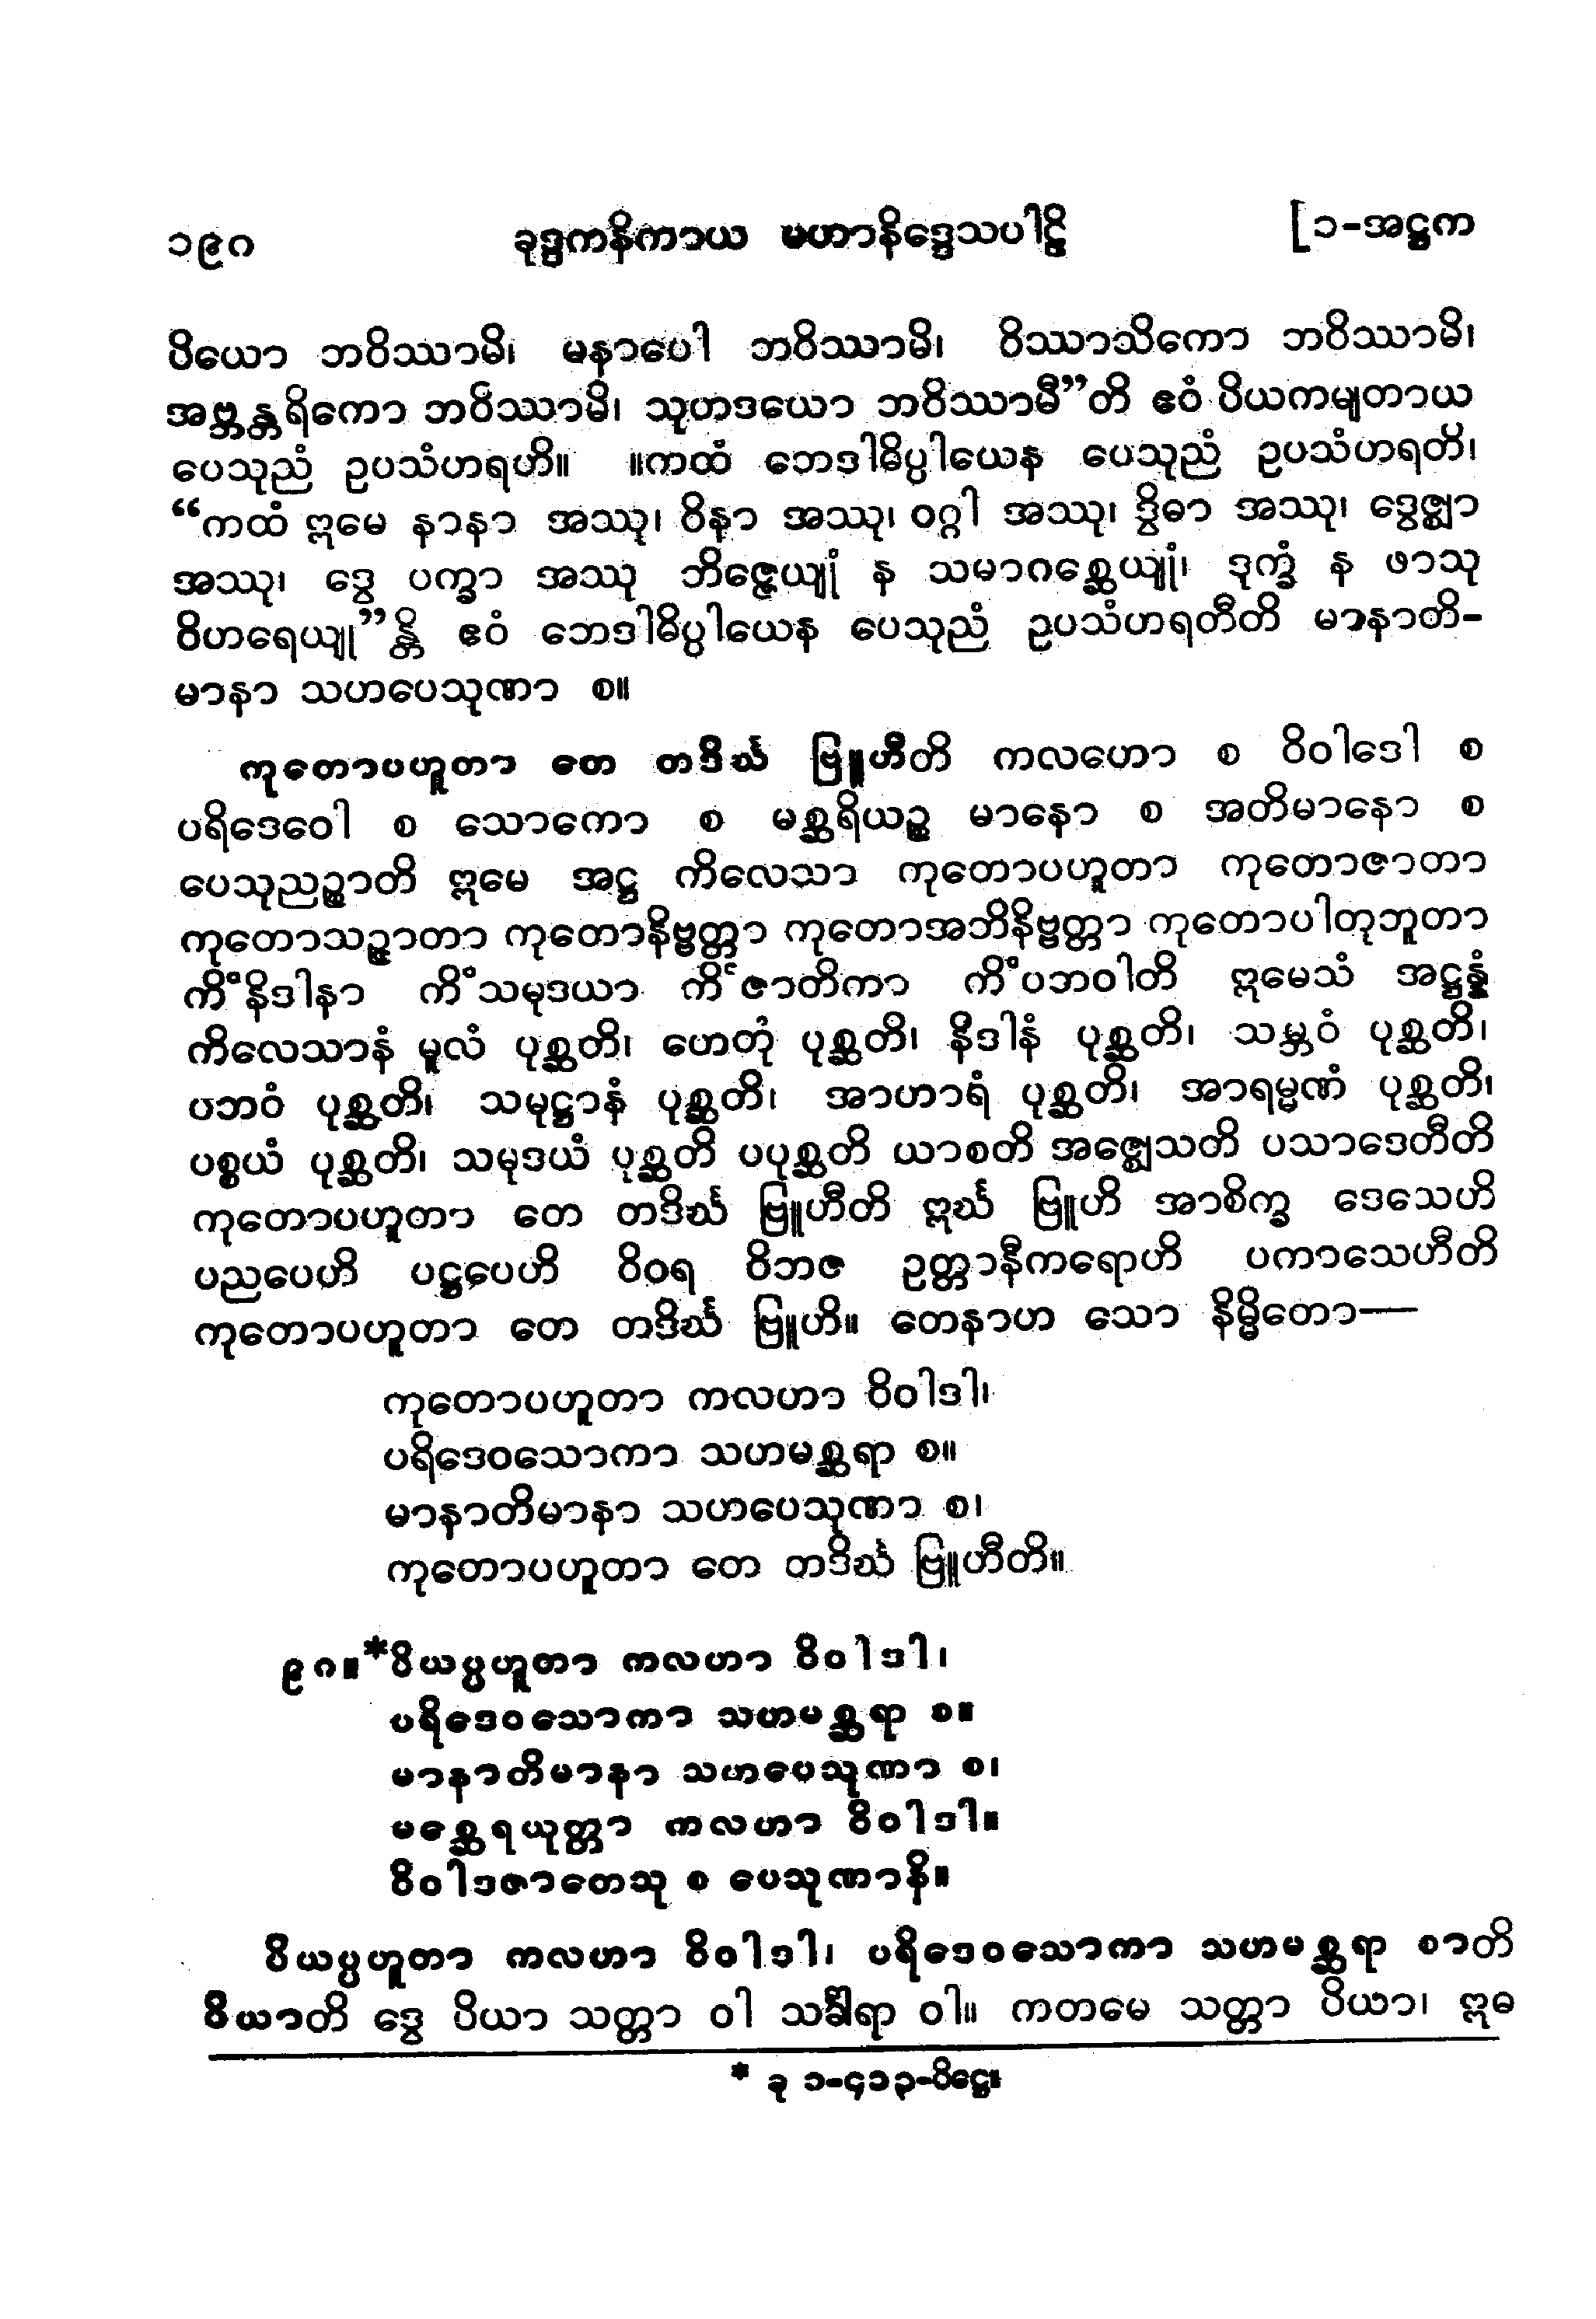 ၁၉၈ ခုဒ္ဒကနိကာယ မဟာနိဒ္ဒေသပါဠိ [၁-အဋ္ဌက
ပိယော ဘဝိဿာမိ၊ မနာပေါ ဘဝိဿာမိ၊ ဝိဿာသိကော ဘဝိဿာမိ၊
အဗ္ဘန္တရိကော ဘဝိဿာမိ၊ သုဟဒယော ဘဝိဿာမီ”တိ ဧဝံ ပိယကမျတာယ
ပေသုညံ ဥပသံဟရဟိ။ ။ကထံ ဘေဒါဓိပ္ပါယေန ပေသုညံ ဥပသံဟရတိ၊
“ကထံ ဣမေ နာနာ အဿု၊ ဝိနာ အဿု၊ ဝဂ္ဂါ အဿု၊ ဒွိဓာ အဿု၊ ဒွေဇ္ဈာ
အဿု၊ ဒွေ ပက္ခာ အဿု ဘိဇ္ဇေယျုံ န သမာဂစ္ဆေယျုံ၊ ဒုက္ခံ န ဖာသု
ဝိဟရေယျု”န္တိ ဧဝံ ဘေဒါဓိပ္ပါယေန ပေသုညံ ဥပသံဟရတီတိ မာနာတိ-
မာနာ သဟပေသုဏာ စ။
ကုတောပဟူတာ တေ တဒိင်္ဃ ဗြူဟီတိ ကလဟော စ ဝိဝါဒေါ စ
ပရိဒေဝေါ စ သောကော စ မစ္ဆရိယဉ္စ မာနော စ အတိမာနော စ
ပေသုညဉ္စာတိ ဣမေ အဋ္ဌ ကိလေသာ ကုတောပဟူတာ ကုတောဇာတာ
ကုတောသဉ္ဇာတာ ကုတောနိဗ္ဗတ္တာ ကုတောအဘိနိဗ္ဗတ္တာ ကုတောပါတုဘူတာ
ကိံနိဒါနာ ကိံသမုဒယာ ကိံဇာတိကာ ကိံပဘဝါတိ ဣမေသံ အဋ္ဌန္နံ
ကိလေသာနံ မူလံ ပုစ္ဆတိ၊ ဟေတုံ ပုစ္ဆတိ၊ နိဒါနံ ပုစ္ဆတိ၊ သမ္ဘဝံ ပုစ္ဆတိ၊
ပဘဝံ ပုစ္ဆတိ၊ သမုဋ္ဌာနံ ပုစ္ဆတိ၊ အာဟာရံ ပုစ္ဆတိ၊ အာရမ္မဏံ ပုစ္ဆတိ၊
ပစ္စယံ ပုစ္ဆတိ၊ သမုဒယံ ပုစ္ဆတိ ပပုစ္ဆတိ ယာစတိ အဇ္ဈေသတိ ပသာဒေတီတိ
ကုတောပဟူတာ တေ တဒိင်္ဃ ဗြူဟီတိ ဣင်္ဃ ဗြူဟိ အာစိက္ခ ဒေသေဟိ
ပညပေဟိ ပဋ္ဌပေဟိ ဝိဝရ ဝိဘဇ ဥတ္တာနီကရောဟိ ပကာသေဟီတိ
ကုတောပဟူတာ တေ တဒိင်္ဃ ဗြူဟိ။ တေနာဟ သော နိမ္မိတော—
ကုတောပဟူတာ ကလဟာ ဝိဝါဒါ၊
ပရိဒေဝသောကာ သဟမစ္ဆရာ စ။
မာနာတိမာနာ သဟပေသုဏာ စ၊
ကုတောပဟူတာ တေ တဒိင်္ဃ ဗြူဟီတိ။
၉၈။*ပိယပ္ပဟူတာ ကလဟာ ဝိဝါဒါ၊
ပရိဒေဝသောကာ သဟမစ္ဆရာ စ။
မာနာတိမာနာ သဟပေသုဏာ စ၊
မစ္ဆေရယုတ္တာ ကလဟာ ဝိဝါဒါ။
ဝိဝါဒဇာတေသု စ ပေသုဏာနိ။
ပိယပ္ပဟူတာ ကလဟာ ဝိဝါဒါ၊ ပရိဒေဝသောကာ သဟမစ္ဆရာ စာတိ
ပိယာတိ ဒွေ ပိယာ သတ္တာ ဝါ သင်္ခါရာ ဝါ။ ကတမေ သတ္တာ ပိယာ၊ ဣဓ
* ခု ၁-၄၁၃-ပိဋ္ဌေ။